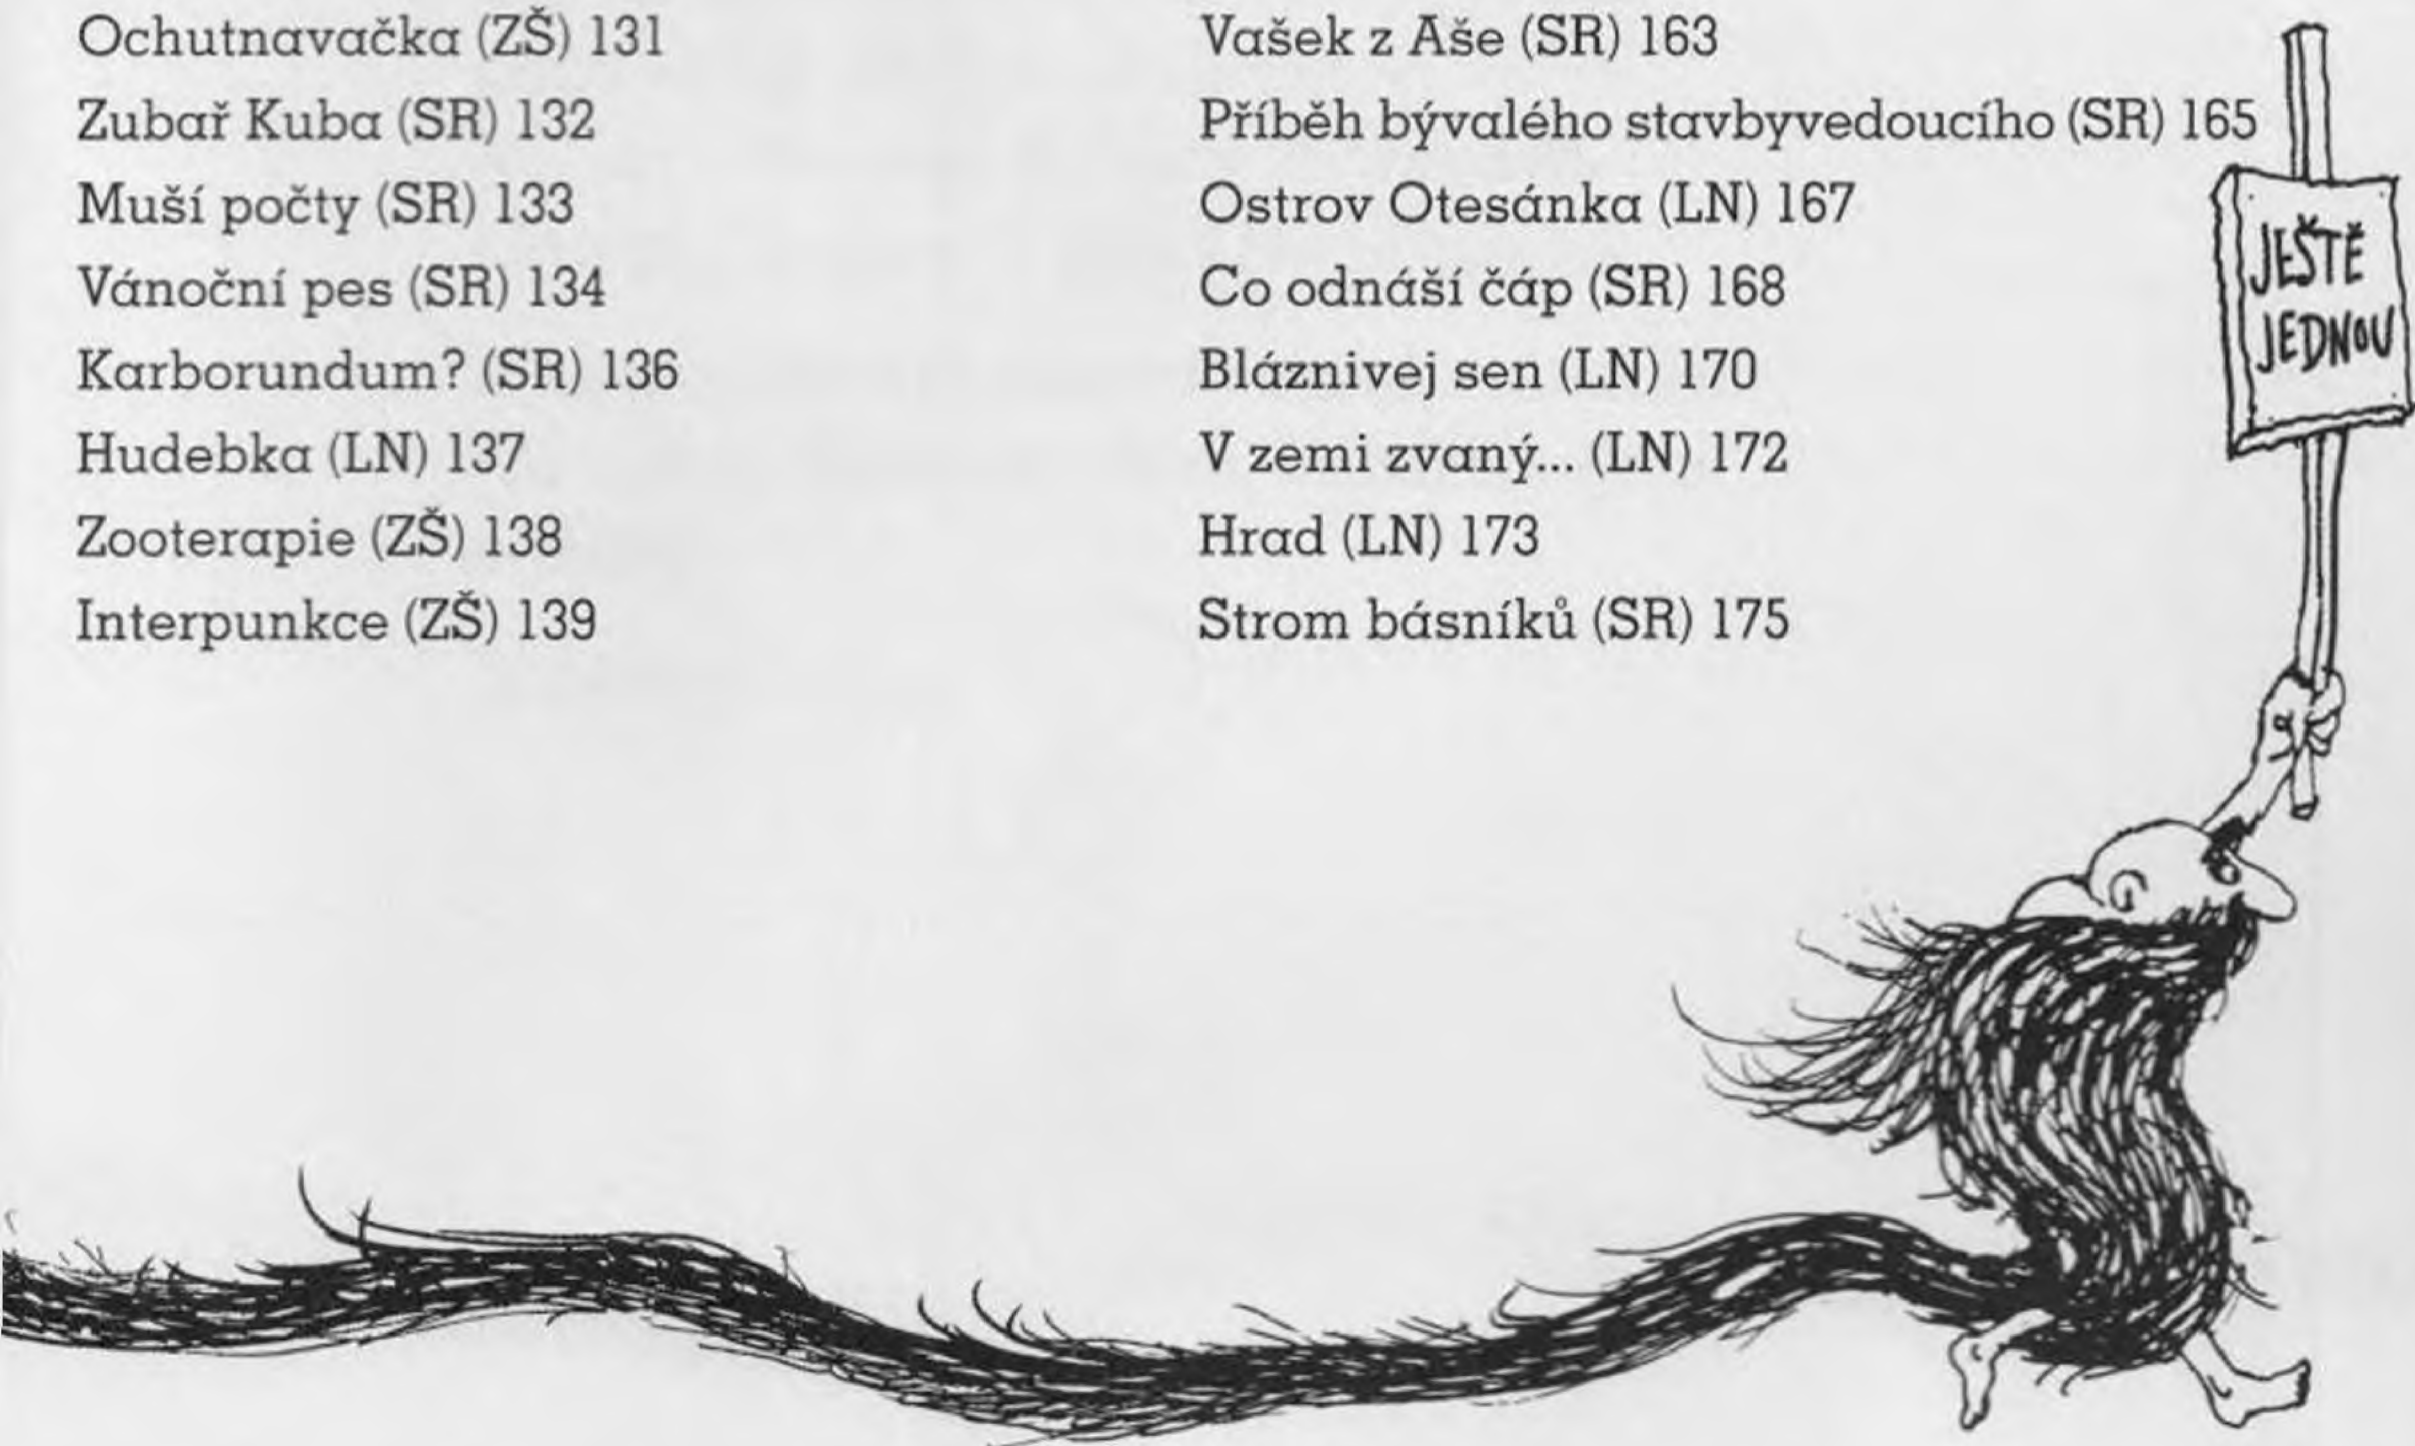 Ochutnavačka (ZŠ) 131
Zubař Kuba (SR) 132
Muší počty (SR) 133
Vánoční pes (SR) 134
Karborundum? (SR) 136
Hudebka (LN) 137
Zooterapie (ZŠ) 138
Interpunkce (ZŠ) 139
Vašek z Aše (SR) 163
Příběh bývalého stavbyvedoucího (SR) 165
Ostrov Otesánka (LN) 167
Co odnáší čáp (SR) 168
Bláznivej sen (LN) 170
V zemi zvaný... (LN) 172
Hrad (LN) 173
Strom básníků (SR) 175
JEŠTĚ
JEDNOU